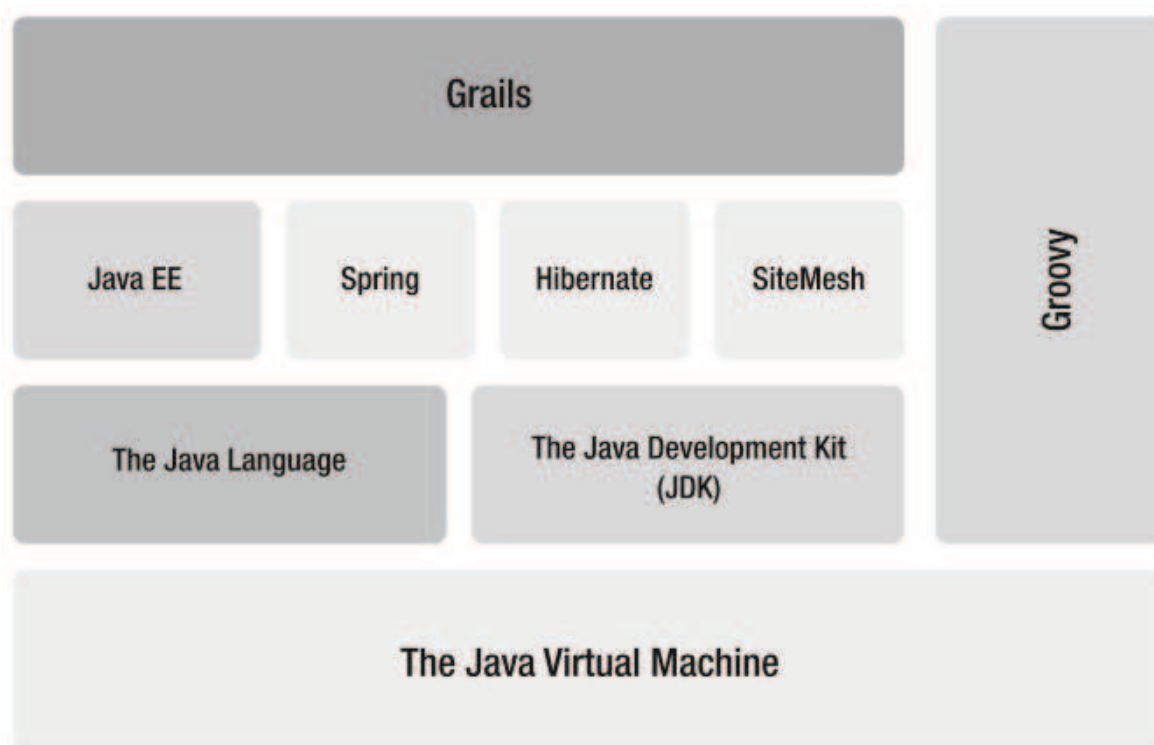 Grails
Java EE
Spring
Hibernate
SiteMesh
Groovy
The Java Language
The Java Development Kit
(JDK)
The Java Virtual Machine